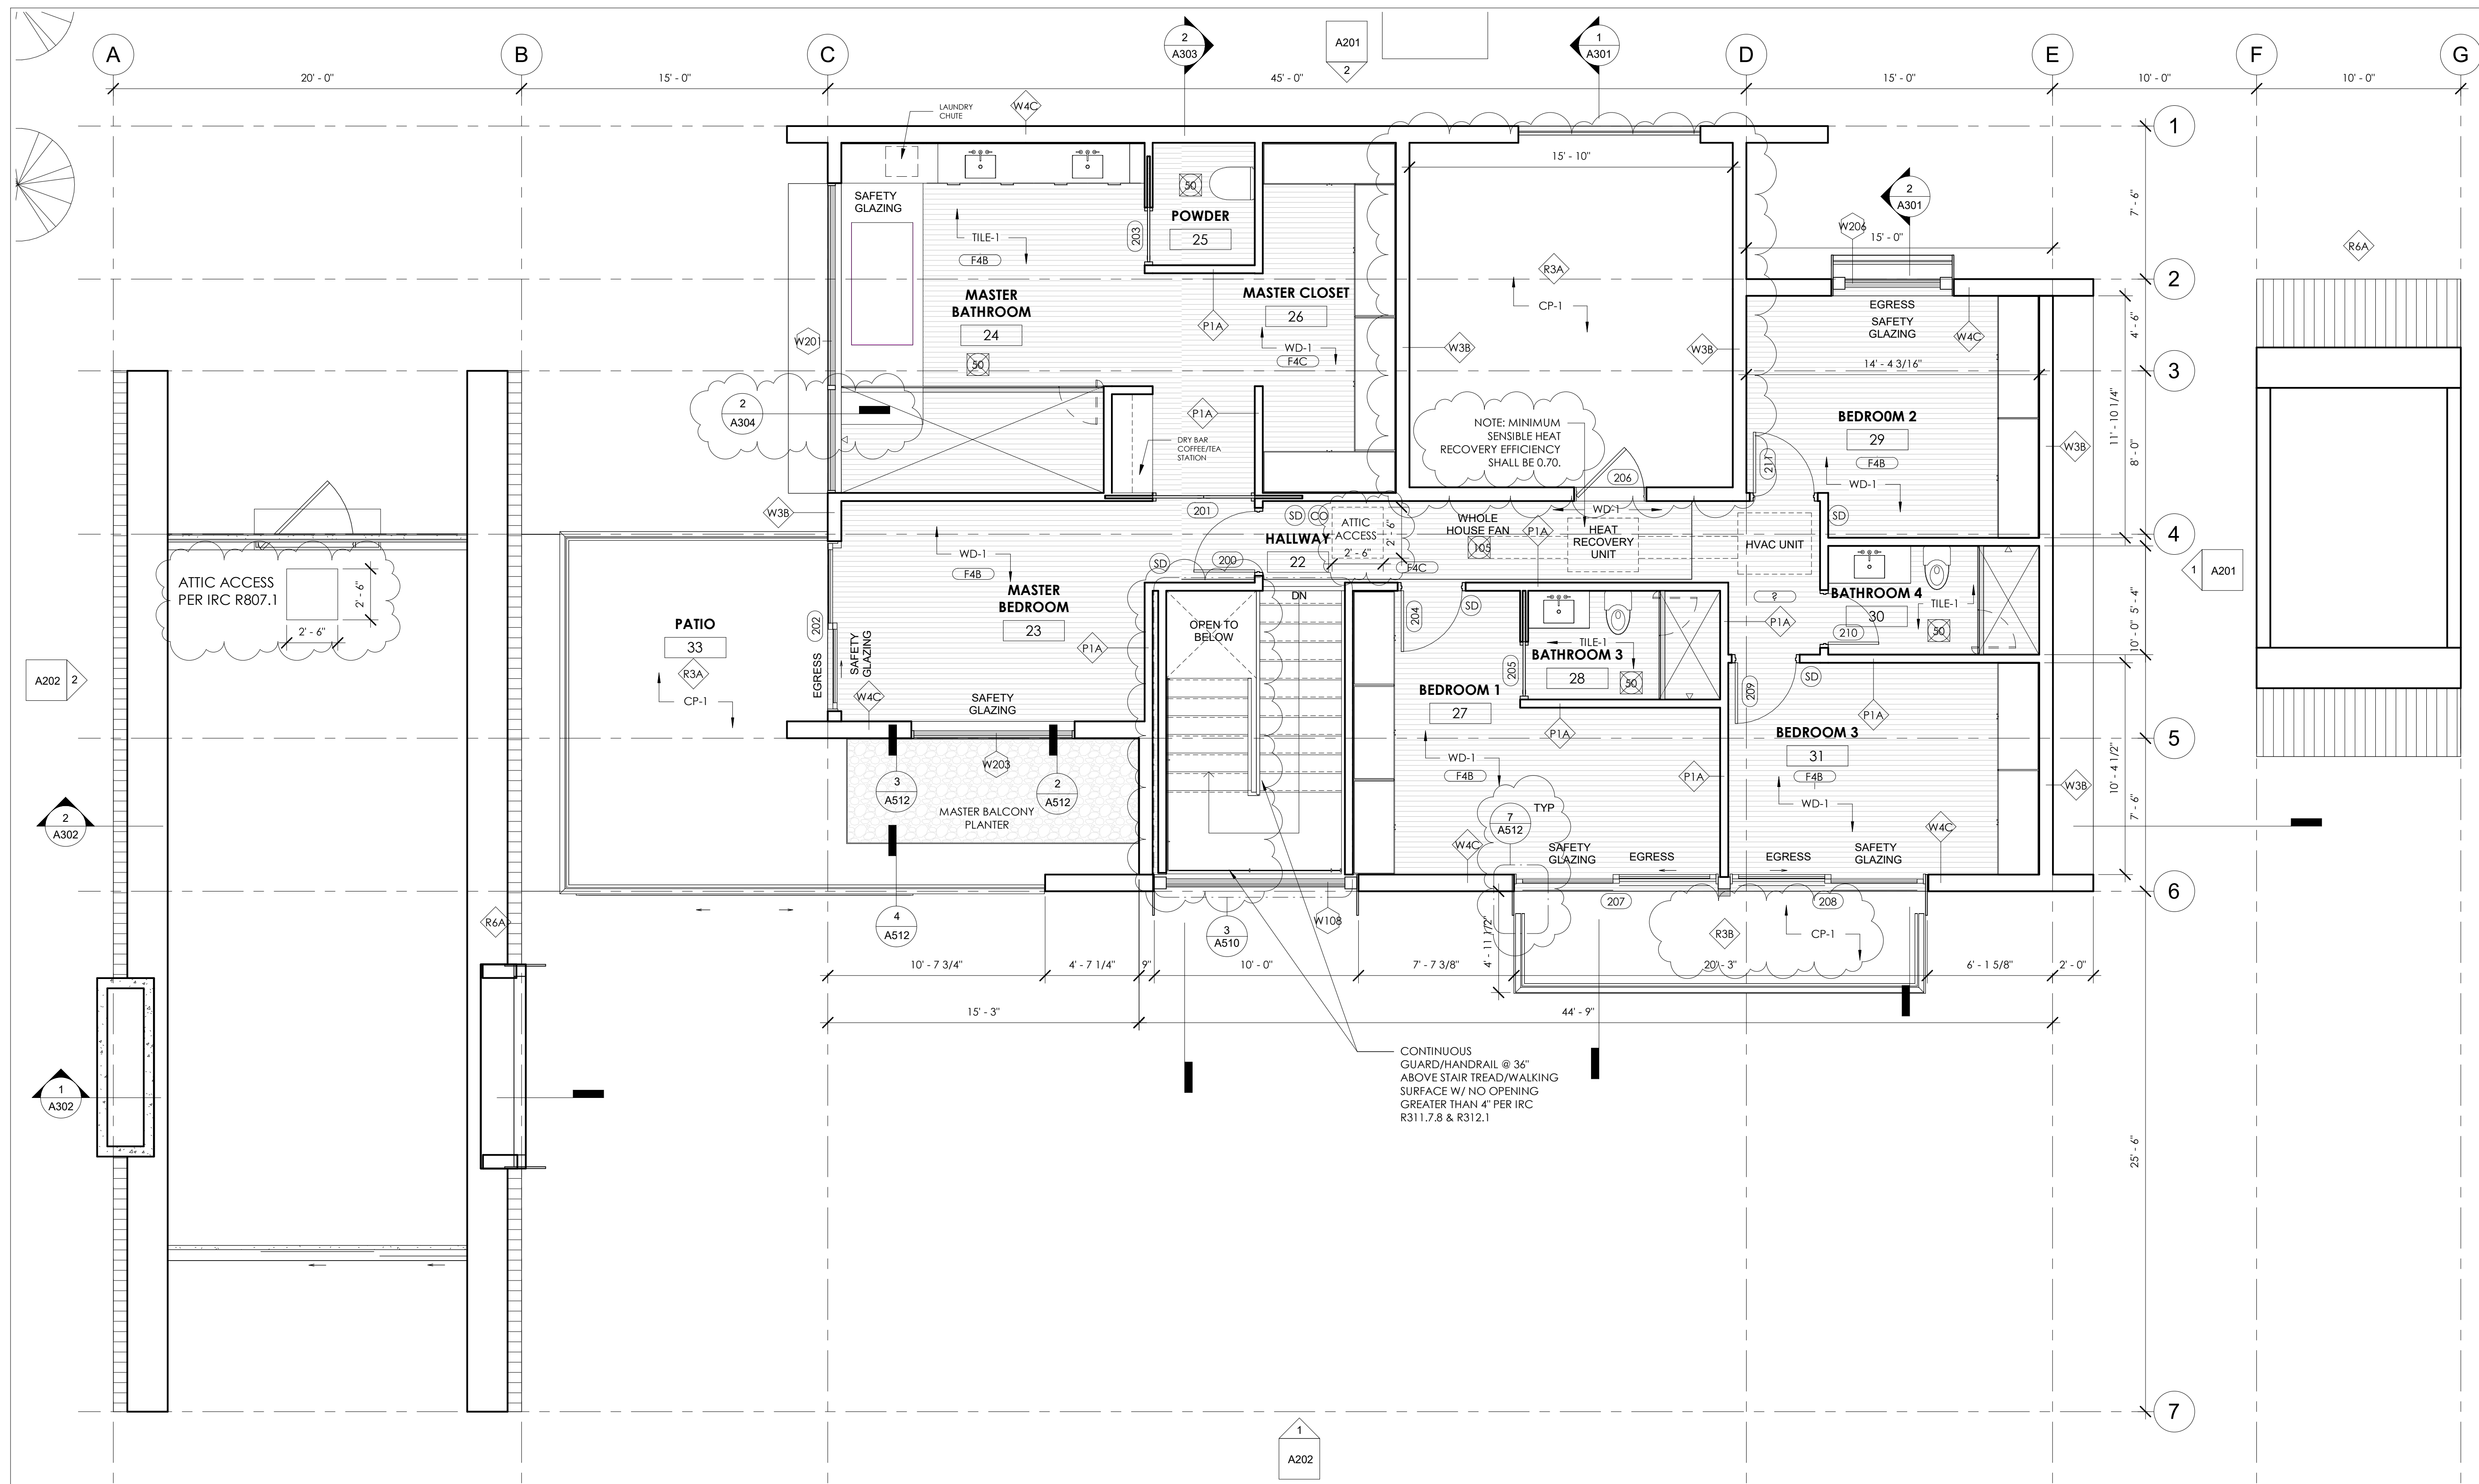 A
B
C
D
E
F
G
2
A303
A201
2
1
A301
20' - 0"
15' - 0"
45' - 0"
15' - 0"
10' - 0"
10' - 0"
LAUNDRY
CHUTE
W4C
1
2
3
4
5
6
7
7' - 6"
4' - 6"
8' - 0"
5' - 4"
10' - 0"
7' - 6"
25' - 6"
11' - 10 1/4"
10' - 4 1/2"
15' - 10"
2
A301
W206
15' - 0"
R6A
SAFETY
GLAZING
50
POWDER
25
203
TILE-1
F4B
MASTER
BATHROOM
24
50
W201
P1A
MASTER CLOSET
26
WD-1
F4C
R3A
CP-1
W3B
W3B
EGRESS
SAFETY
GLAZING
W4C
14' - 4 3/16"
BEDRO0M 2
29
F4B
WD-1
211
W3B
2
A304
P1A
DRY BAR
COFFEE/TEA
STATION
NOTE: MINIMUM
SENSIBLE HEAT
RECOVERY EFFICIENCY
SHALL BE 0.70.
206
W3B
201
SD
CO
ATTIC
ACCESS
2' - 6"
2' - 6"
WHOLE
HOUSE FAN
105
P1A
WD-1
HEAT
RECOVERY
UNIT
HVAC UNIT
SD
HALLWAY
22
F4C
SD
200
WD-1
F4B
MASTER
BEDROOM
23
P1A
ATTIC ACCESS
PER IRC R807.1
2' - 6"
2' - 6"
PATIO
33
R3A
CP-1
202
EGRESS
SAFETY
GLAZING
W4C
SAFETY
GLAZING
OPEN TO
BELOW
DN
204
SD
TILE-1
BATHROOM 3
28
50
205
?
P1A
BATHROOM 4
30
TILE-1
210
50
1
A201
A202
2
BEDROOM 1
27
WD-1
F4B
P1A
P1A
209
SD
P1A
BEDROOM 3
31
F4B
WD-1
W3B
W203
3
A512
2
A512
MASTER BALCONY
PLANTER
7
A512
TYP
W4C
SAFETY
GLAZING
EGRESS
EGRESS
SAFETY
GLAZING
W4C
2
A302
R6A
4
A512
3
A510
W108
207
208
R3B
CP-1
4' - 11 1/2"
10' - 7 3/4"
4' - 7 1/4"
9"
10' - 0"
7' - 7 3/8"
20' - 3"
6' - 1 5/8"
2' - 0"
15' - 3"
44' - 9"
1
A302
CONTINUOUS
GUARD/HANDRAIL @ 36"
ABOVE STAIR TREAD/WALKING
SURFACE W/ NO OPENING
GREATER THAN 4" PER IRC
R311.7.8 & R312.1
1
A202